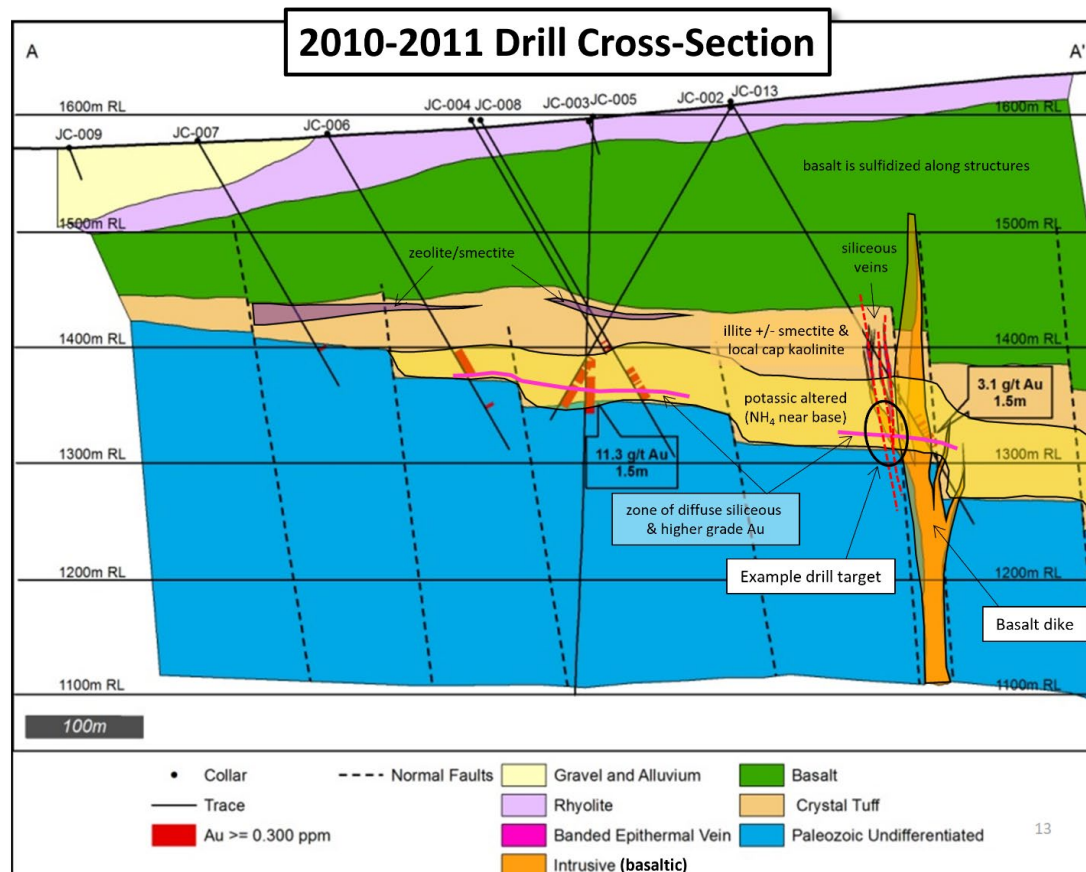 2010-2011 Drill Cross-Section
A
A'
1600m RL
1600m RL
JC-009
JC-007
JC-006
JC-004
JC-008
JC-003
JC-005
JC-002
JC-013
basalt is sulfidized along structures
1500m RL
1500m RL
zeolite/smectite
siliceous
veins
1400m RL
1400m RL
illite +/- smectite &
local cap kaolinite
3.1 g/t Au
1.5m
potassic altered
(NH4 near base)
11.3 g/t Au
1.5m
1300m RL
1300m RL
zone of diffuse siliceous
& higher grade Au
Example drill target
1200m RL
1200m RL
Basalt dike
1100m RL
1100m RL
100m
Collar
Normal Faults
Gravel and Alluvium
Basalt
Trace
Rhyolite
Crystal Tuff
Au >= 0.300 ppm
Banded Epithermal Vein
Paleozoic Undifferentiated
Intrusive (basaltic)
13